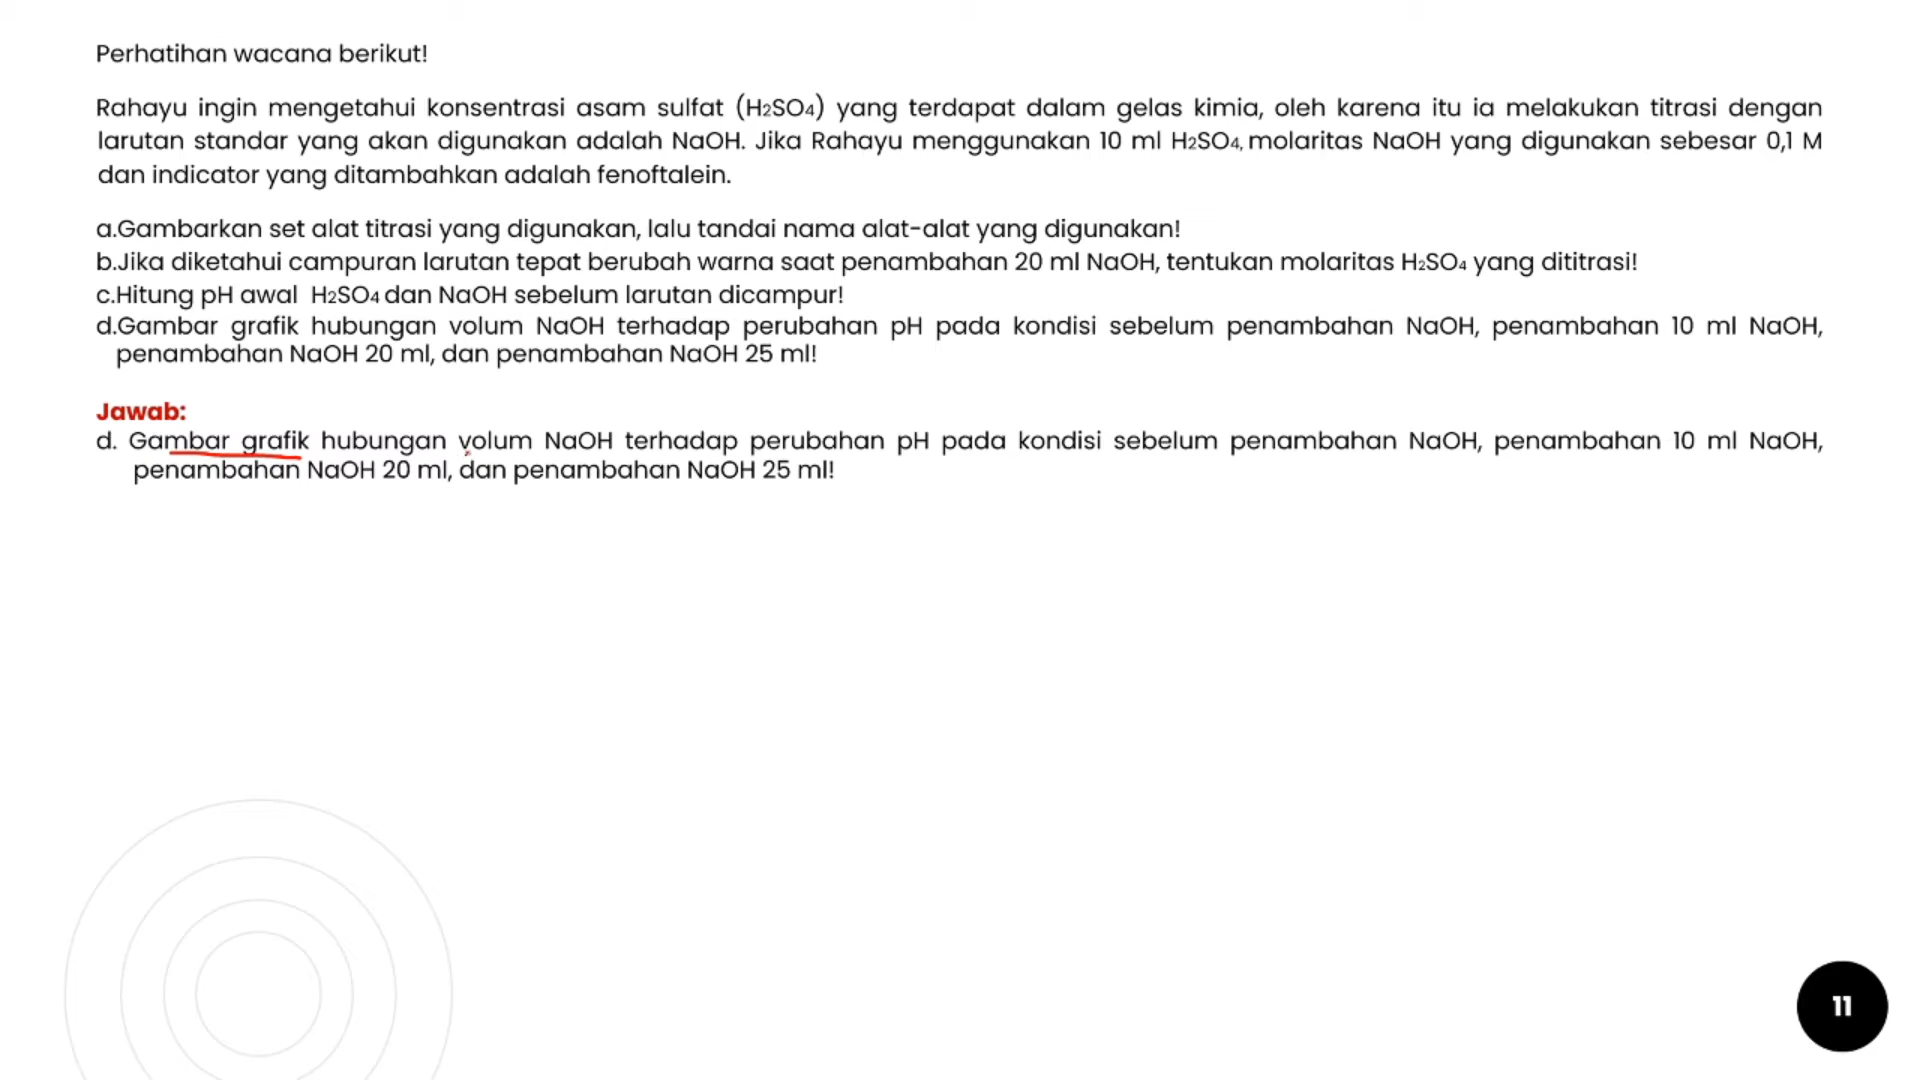 Perhatihan wacana berikut!
Rahayu ingin mengetahui konsentrasi asam sulfat (H₂SO₄) yang terdapat dalam gelas kimia, oleh karena itu ia melakukan titrasi dengan
larutan standar yang akan digunakan adalah NaOH. Jika Rahayu menggunakan 10 ml H₂SO₄, molaritas NaOH yang digunakan sebesar 0,1 M
dan indicator yang ditambahkan adalah fenoftalein.
a.Gambarkan set alat titrasi yang digunakan, lalu tandai nama alat-alat yang digunakan!
b.Jika diketahui campuran larutan tepat berubah warna saat penambahan 20 ml NaOH, tentukan molaritas H₂SO₄ yang dititrasi!
c.Hitung pH awal H₂SO₄ dan NaOH sebelum larutan dicampur!
d.Gambar grafik hubungan volum NaOH terhadap perubahan pH pada kondisi sebelum penambahan NaOH, penambahan 10 ml NaOH,
penambahan NaOH 20 ml, dan penambahan NaOH 25 ml!
Jawab:
d. Gambar grafik hubungan volum NaOH terhadap perubahan pH pada kondisi sebelum penambahan NaOH, penambahan 10 ml NaOH,
penambahan NaOH 20 ml, dan penambahan NaOH 25 ml!
11